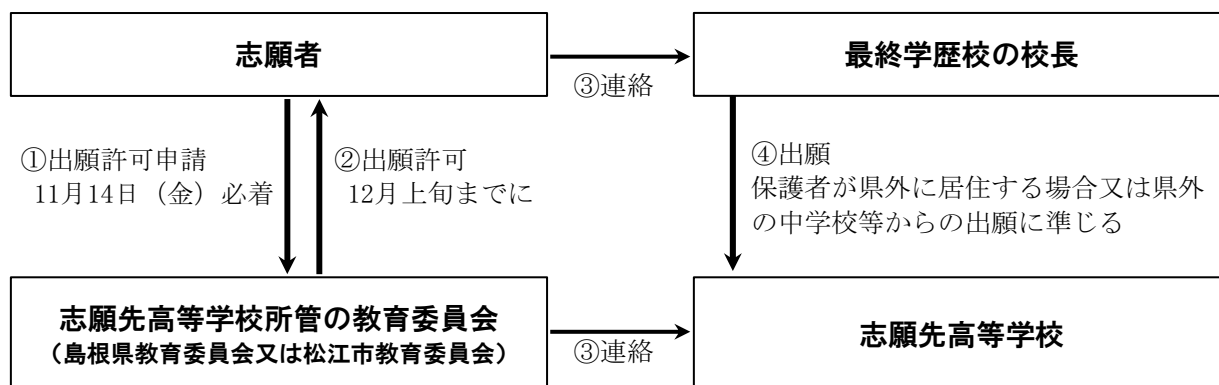 志願者
③連絡
最終学歴校の校長
①出願許可申請
11月14日（金）必着
②出願許可
12月上旬までに
④出願
保護者が県外に居住する場合又は県外
の中学校等からの出願に準じる
志願先高等学校所管の教育委員会
（島根県教育委員会又は松江市教育委員会）
③連絡
志願先高等学校